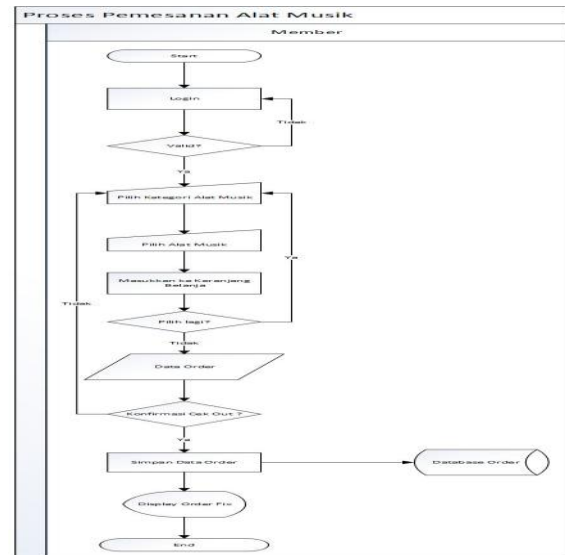 Proses Pemesanan Alat Musik
Member
Start
Login
Tidak
Valid?
Ya
Pilih Kategori Alat Musik
Pilih Alat Musik
Ya
Masukkan ke Keranjang
Belanja
Tidak
Pilih lagi?
Tidak
Data Order
Konfirmasi Cek Out ?
Ya
Simpan Data Order
Database Order
Display Order Fix
End